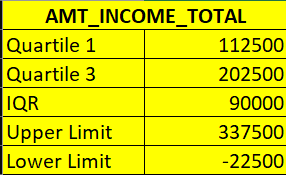 AMT_INCOME_TOTAL
Quartile 1 112500
Quartile 3 202500
IQR 90000
Upper Limit 337500
Lower Limit -22500